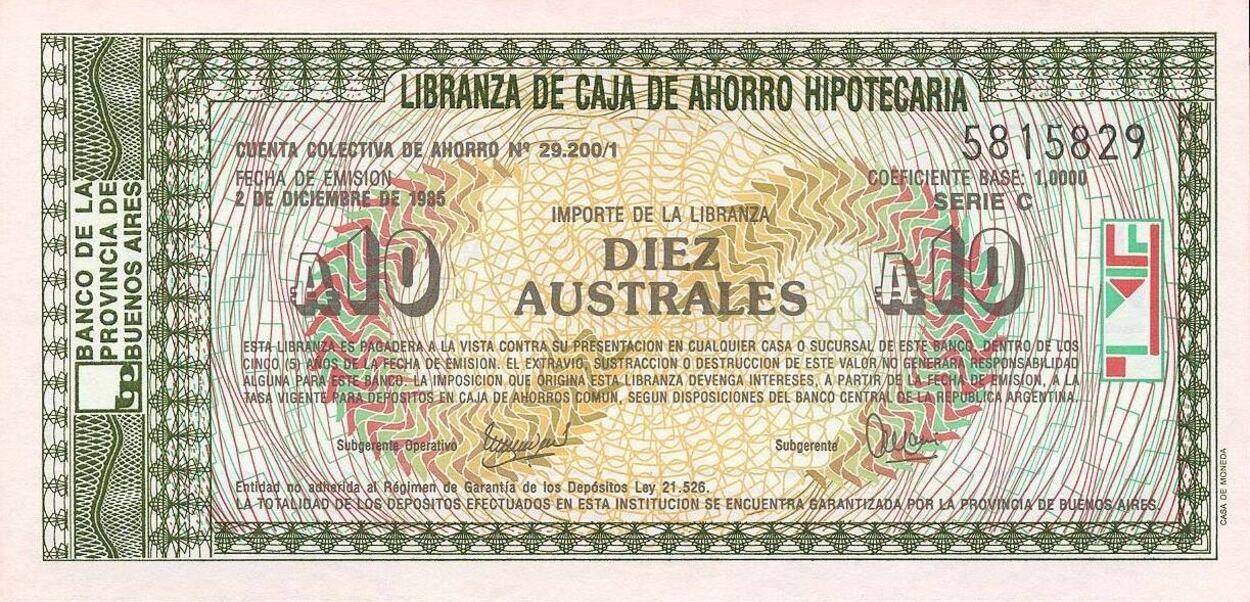 LIBRANZA DE CAJA DE AHORRO HIPOTECARIA
5815829
CUENTA COLECTIVA DE AHORRO Nº 29.200/1
FECHA DE EMISION
2 DE DICIEMBRE DE 1985
COEFICIENTE BASE: 1,0000
SERIE C
IMPORTE DE LA LIBRANZA
₳10
DIEZ
AUSTRALES
₳10
BANCO DE LA
PROVINCIA DE
BUENOS AIRES
ESTA LIBRANZA ES PAGADERA A LA VISTA CONTRA SU PRESENTACION EN CUALQUIER CASA O SUCURSAL DE ESTE BANCO, DENTRO DE LOS
CINCO (5) AÑOS DE LA FECHA DE EMISION. EL EXTRAVIO, SUSTRACCION O DESTRUCCION DE ESTE VALOR NO GENERARA RESPONSABILIDAD
ALGUNA PARA ESTE BANCO. LA IMPOSICION QUE ORIGINA ESTA LIBRANZA DEVENGA INTERESES, A PARTIR DE LA FECHA DE EMISION, A LA
TASA VIGENTE PARA DEPOSITOS EN CAJA DE AHORROS COMUN, SEGUN DISPOSICIONES DEL BANCO CENTRAL DE LA REPUBLICA ARGENTINA.
Subgerente Operativo
Subgerente
Entidad no adherida al Régimen de Garantía de los Depósitos Ley 21.526.
LA TOTALIDAD DE LOS DEPOSITOS EFECTUADOS EN ESTA INSTITUCION SE ENCUENTRA GARANTIZADA POR LA PROVINCIA DE BUENOS AIRES.
CASA DE MONEDA